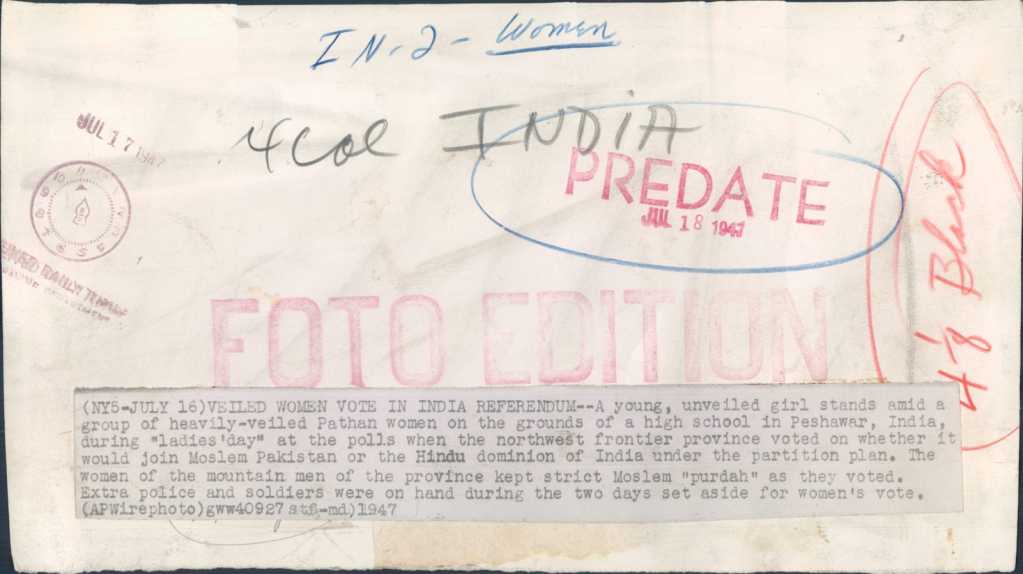 IN-2- Women
4 Col INDIA
JUL 17 1947
PREDATE
JUL 18 1947
4 1/8 Black
FOTO EDITION
(NY5-JULY 16)VEILED WOMEN VOTE IN INDIA REFERENDUM--A young, unveiled girl stands amid a
group of heavily-veiled Pathan women on the grounds of a high school in Peshawar, India,
during "ladies'day" at the polls when the northwest frontier province voted on whether it
would join Moslem Pakistan or the Hindu dominion of India under the partition plan. The
women of the mountain men of the province kept strict Moslem "purdah" as they voted.
Extra police and soldiers were on hand during the two days set aside for women's vote.
(APWirephoto)gww40927 stf-md)1947